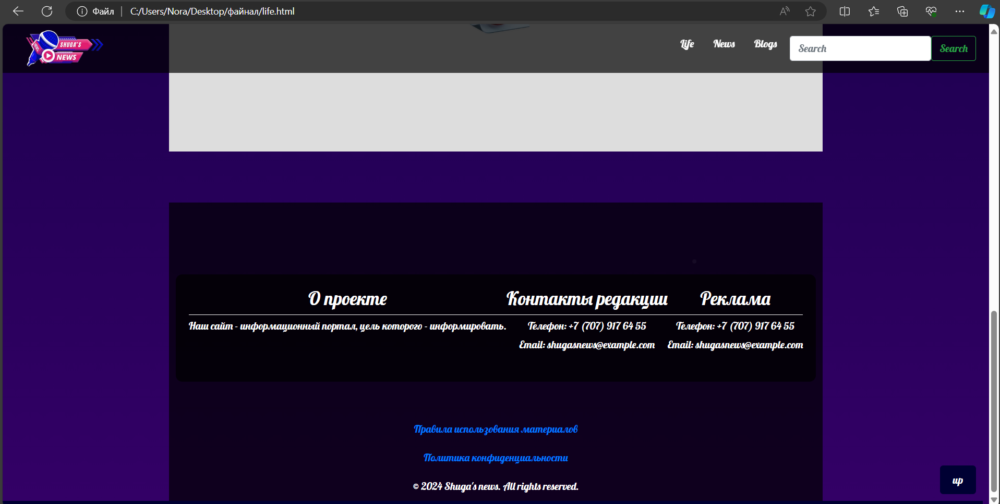 Файл C:/Users/Nora/Desktop/файнал/life.html
SHUGA'S
NEWS
NEWS
Life News Blogs Search Search
О проекте Контакты редакции Реклама
Наш сайт - информационный портал, цель которого - информировать. Телефон: +7 (707) 917 64 55 Телефон: +7 (707) 917 64 55
Email: shugasnews@example.com Email: shugasnews@example.com
Правила использования материалов
Политика конфиденциальности
© 2024 Shuga's news. All rights reserved.
up